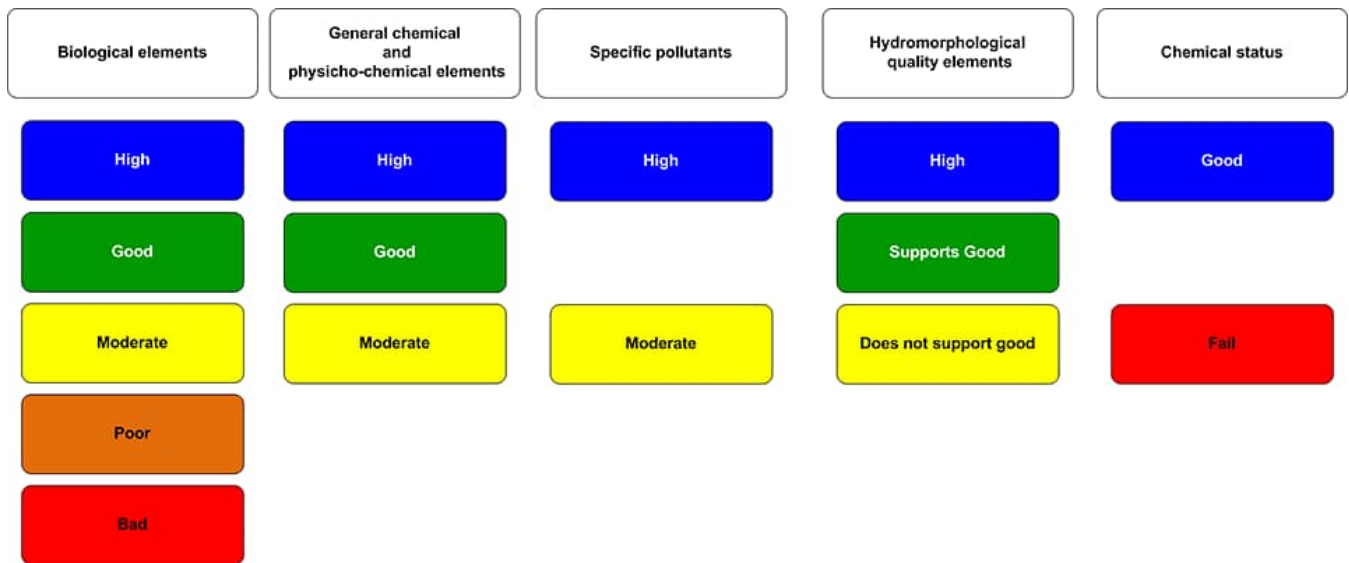 Biological elements
General chemical
and
physicho-chemical elements
Specific pollutants
Hydromorphological
quality elements
Chemical status
High
High
High
High
Good
Good
Good
Supports Good
Moderate
Moderate
Moderate
Does not support good
Fail
Poor
Bad